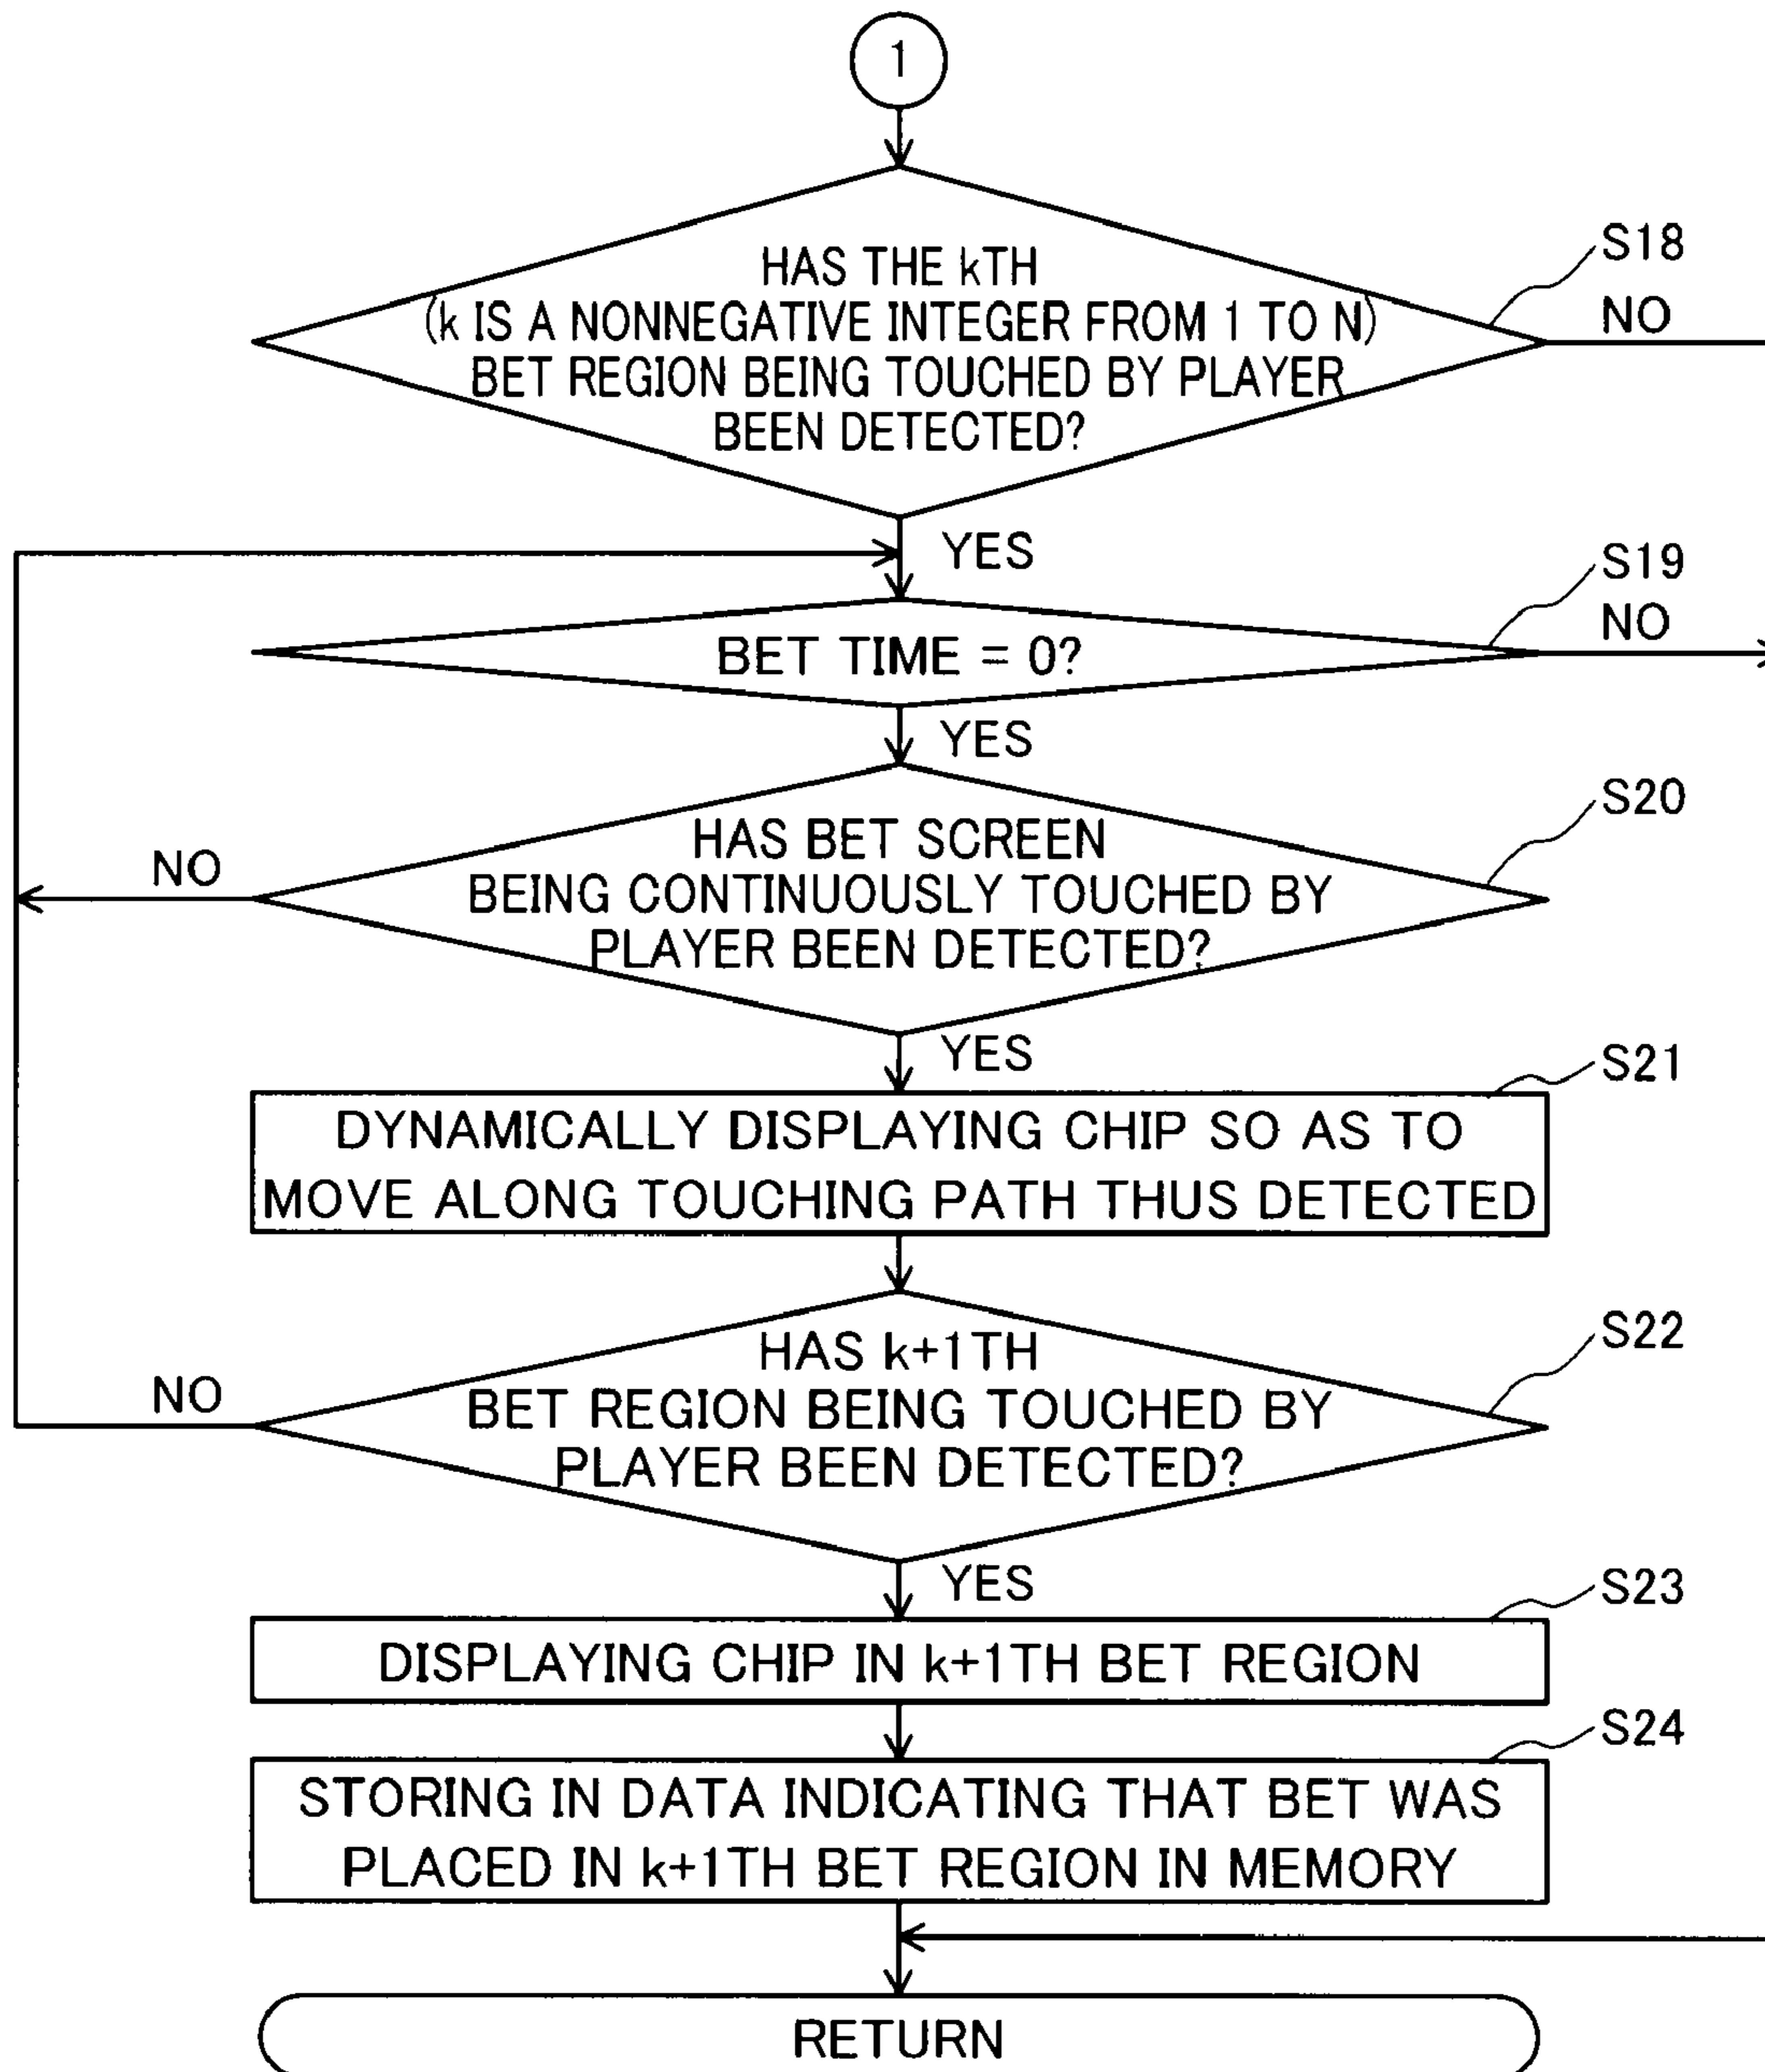 1
HAS THE kTH
(k IS A NONNEGATIVE INTEGER FROM 1 TO N)
BET REGION BEING TOUCHED BY PLAYER
BEEN DETECTED?
S18
NO
YES
S19
NO
BET TIME = 0?
YES
S20
HAS BET SCREEN
BEING CONTINUOUSLY TOUCHED BY
PLAYER BEEN DETECTED?
NO
YES
S21
DYNAMICALLY DISPLAYING CHIP SO AS TO
MOVE ALONG TOUCHING PATH THUS DETECTED
S22
HAS k+1TH
BET REGION BEING TOUCHED BY
PLAYER BEEN DETECTED?
NO
YES
S23
DISPLAYING CHIP IN k+1TH BET REGION
S24
STORING IN DATA INDICATING THAT BET WAS
PLACED IN k+1TH BET REGION IN MEMORY
RETURN